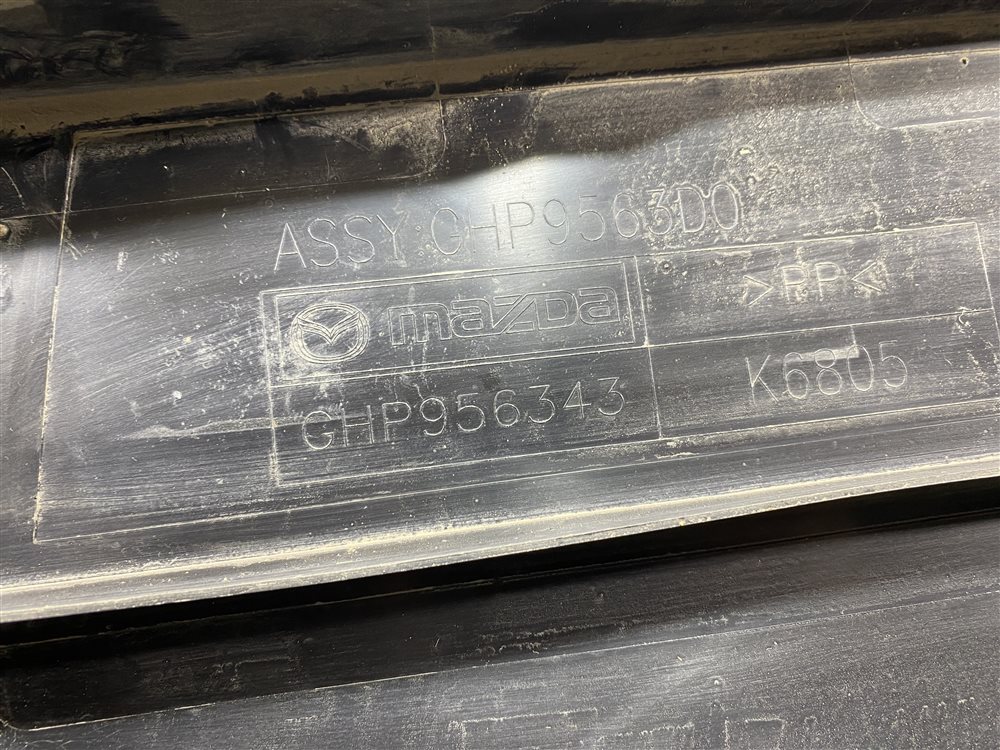 ASSY GHP9563D0
mazda >PP<
GHP956343 K6805